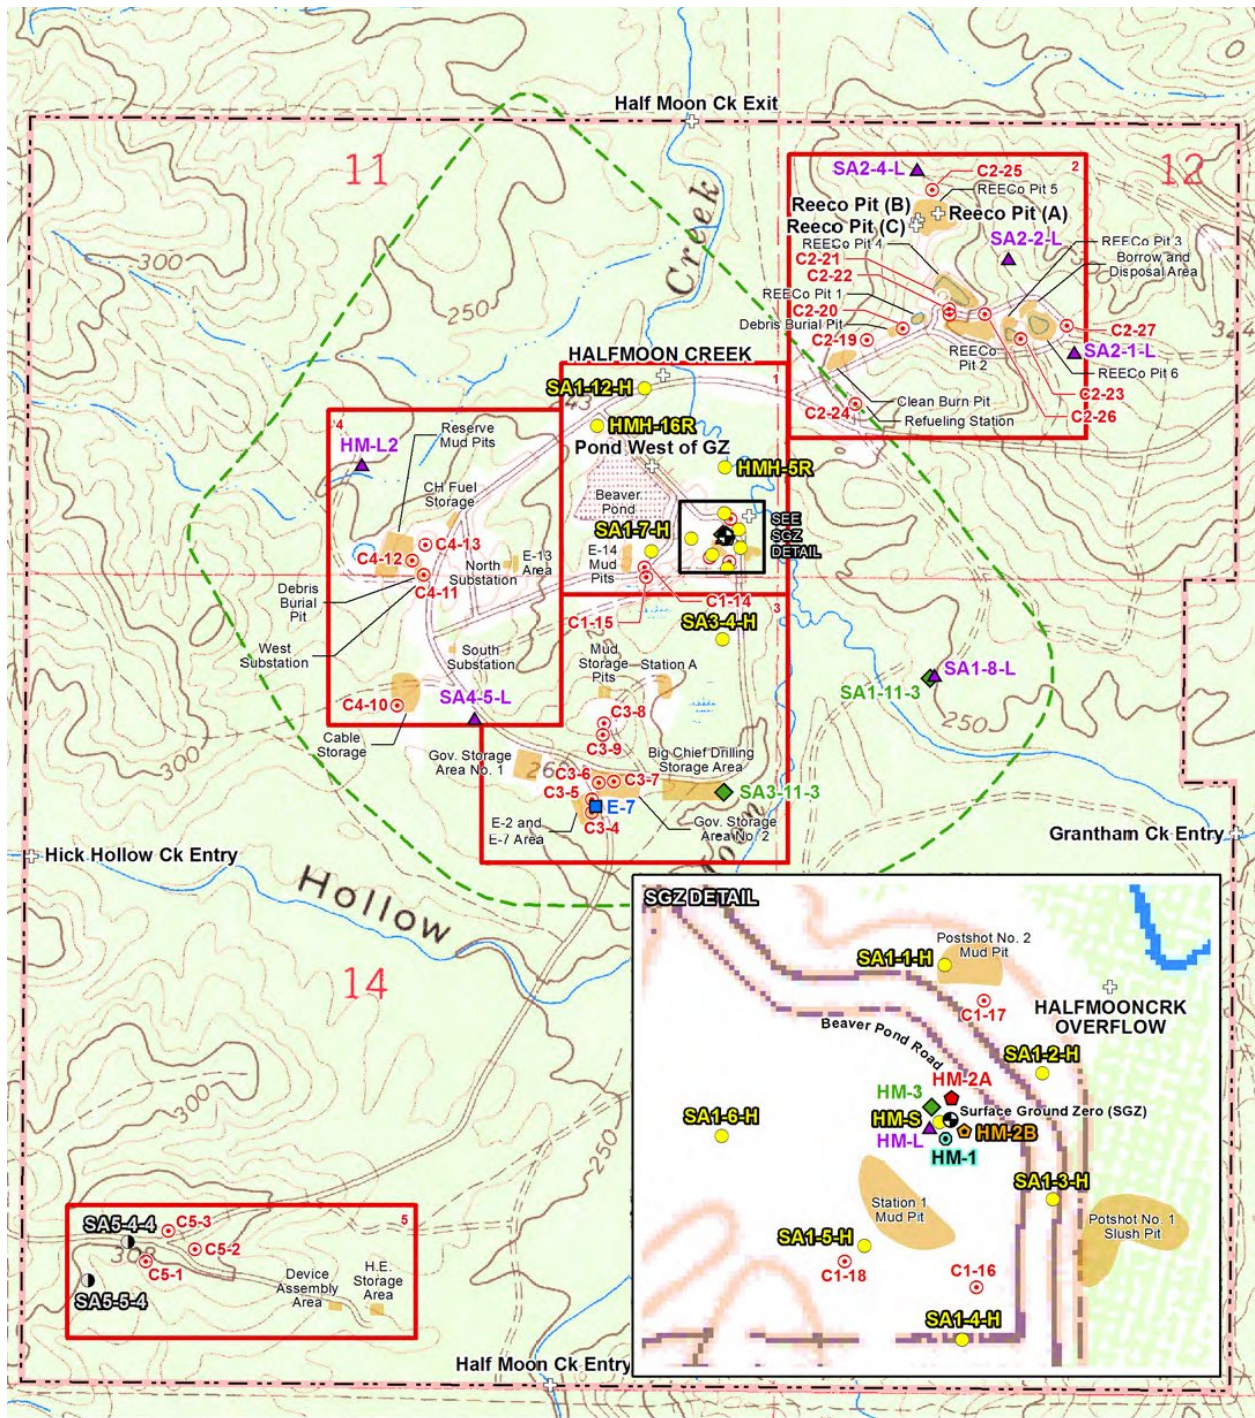 Half Moon Ck Exit
11
12
2
SA2-4-L
C2-25
REECo Pit 5
Reeco Pit (B)
Reeco Pit (A)
Reeco Pit (C)
REECo Pit 4
SA2-2-L
REECo Pit 3
C2-21
Borrow and
Disposal Area
C2-22
REECo Pit 1
C2-20
Debris Burial Pit
C2-19
C2-27
SA2-1-L
REECo
Pit 2
REECo Pit 6
C2-23
C2-24
Clean Burn Pit
C2-26
Refueling Station
Creek
300
250
HALFMOON CREEK
1
SA1-12-H
HMH-16R
Pond West of GZ
HMH-5R
Beaver
Pond
SA1-7-H
SEE
SGZ
DETAIL
E-14
Mud
Pits
C1-14
C1-15
4
Reserve
Mud Pits
HM-L2
CH Fuel
Storage
C4-13
C4-12
E-13
Area
North
Substation
C4-11
Debris
Burial
Pit
West
Substation
South
Substation
C4-10
SA4-5-L
Cable
Storage
300
3
SA3-4-H
Mud
Storage
Pits
Station A
C3-8
C3-9
Gov. Storage
Area No. 1
Big Chief Drilling
Storage Area
C3-6
C3-7
C3-5
E-7
SA3-11-3
C3-4
E-2 and
E-7 Area
Gov. Storage
Area No. 2
SA1-8-L
SA1-11-3
250
Grantham Ck Entry
Hick Hollow Ck Entry
Hollow
14
300
250
SGZ DETAIL
Postshot No. 2
Mud Pit
SA1-1-H
C1-17
HALFMOONCRK
OVERFLOW
Beaver Pond Road
SA1-2-H
HM-2A
HM-3
Surface Ground Zero (SGZ)
SA1-6-H
HM-S
HM-2B
HM-L
HM-1
Station 1
Mud Pit
SA1-3-H
Potshot No. 1
Slush Pit
SA1-5-H
C1-18
C1-16
SA1-4-H
5
SA5-4-4
C5-3
C5-2
308
C5-1
SA5-5-4
Device
Assembly
Area
H.E.
Storage
Area
Half Moon Ck Entry